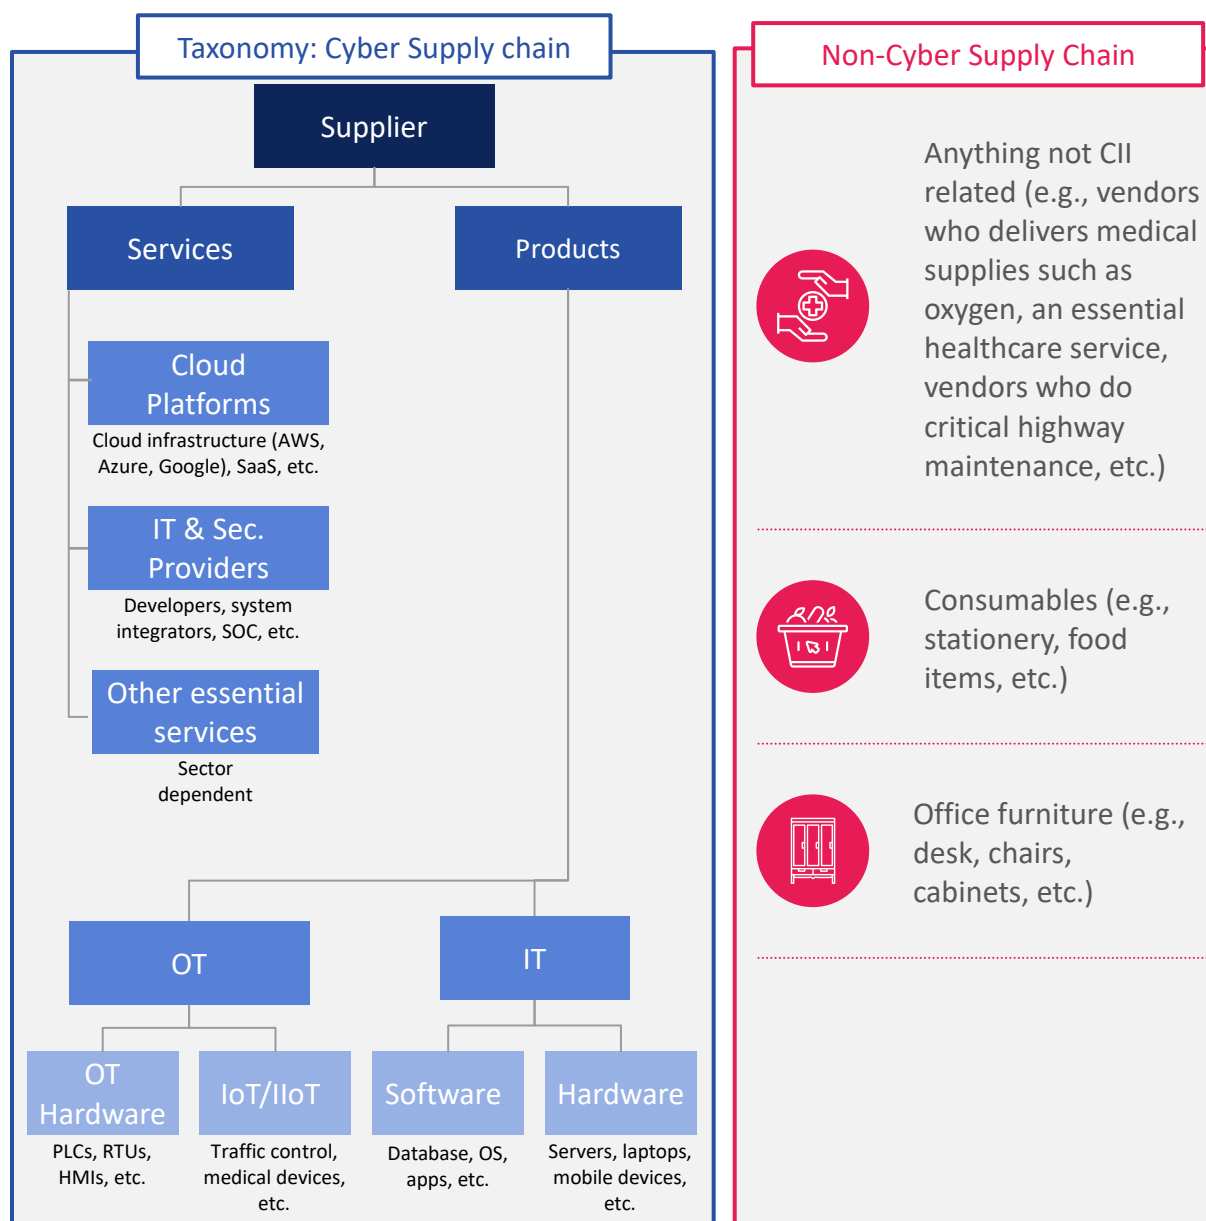 Taxonomy: Cyber Supply chain
Supplier
Services
Products
Cloud
Platforms
Cloud infrastructure (AWS,
Azure, Google), SaaS, etc.
IT & Sec.
Providers
Developers, system
integrators, SOC, etc.
Other essential
services
Sector
dependent
OT
IT
OT
Hardware
PLCs, RTUs,
HMIs, etc.
IoT/IIoT
Traffic control,
medical devices,
etc.
Software
Database, OS,
apps, etc.
Hardware
Servers, laptops,
mobile devices,
etc.
Non-Cyber Supply Chain
Anything not CII
related (e.g., vendors
who delivers medical
supplies such as
oxygen, an essential
healthcare service,
vendors who do
critical highway
maintenance, etc.)
Consumables (e.g.,
stationery, food
items, etc.)
Office furniture (e.g.,
desk, chairs,
cabinets, etc.)